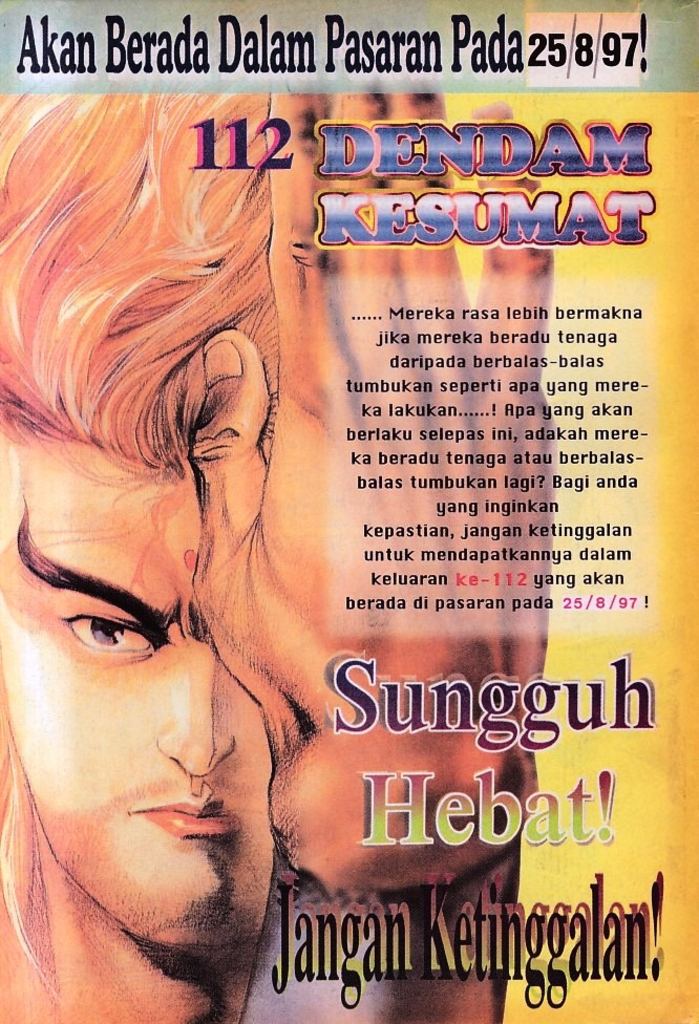 Akan Berada Dalam Pasaran Pada 25/8/97!
112 DENDAM
KESUMAT
...... Mereka rasa lebih bermakna
jika mereka beradu tenaga
daripada berbalas-balas
tumbukan seperti apa yang mere-
ka lakukan......! Apa yang akan
berlaku selepas ini, adakah mere-
ka beradu tenaga atau berbalas-
balas tumbukan lagi? Bagi anda
yang inginkan
kepastian, jangan ketinggalan
untuk mendapatkannya dalam
keluaran ke-112 yang akan
berada di pasaran pada 25/8/97 !
Sungguh
Hebat!
Jangan Ketinggalan!